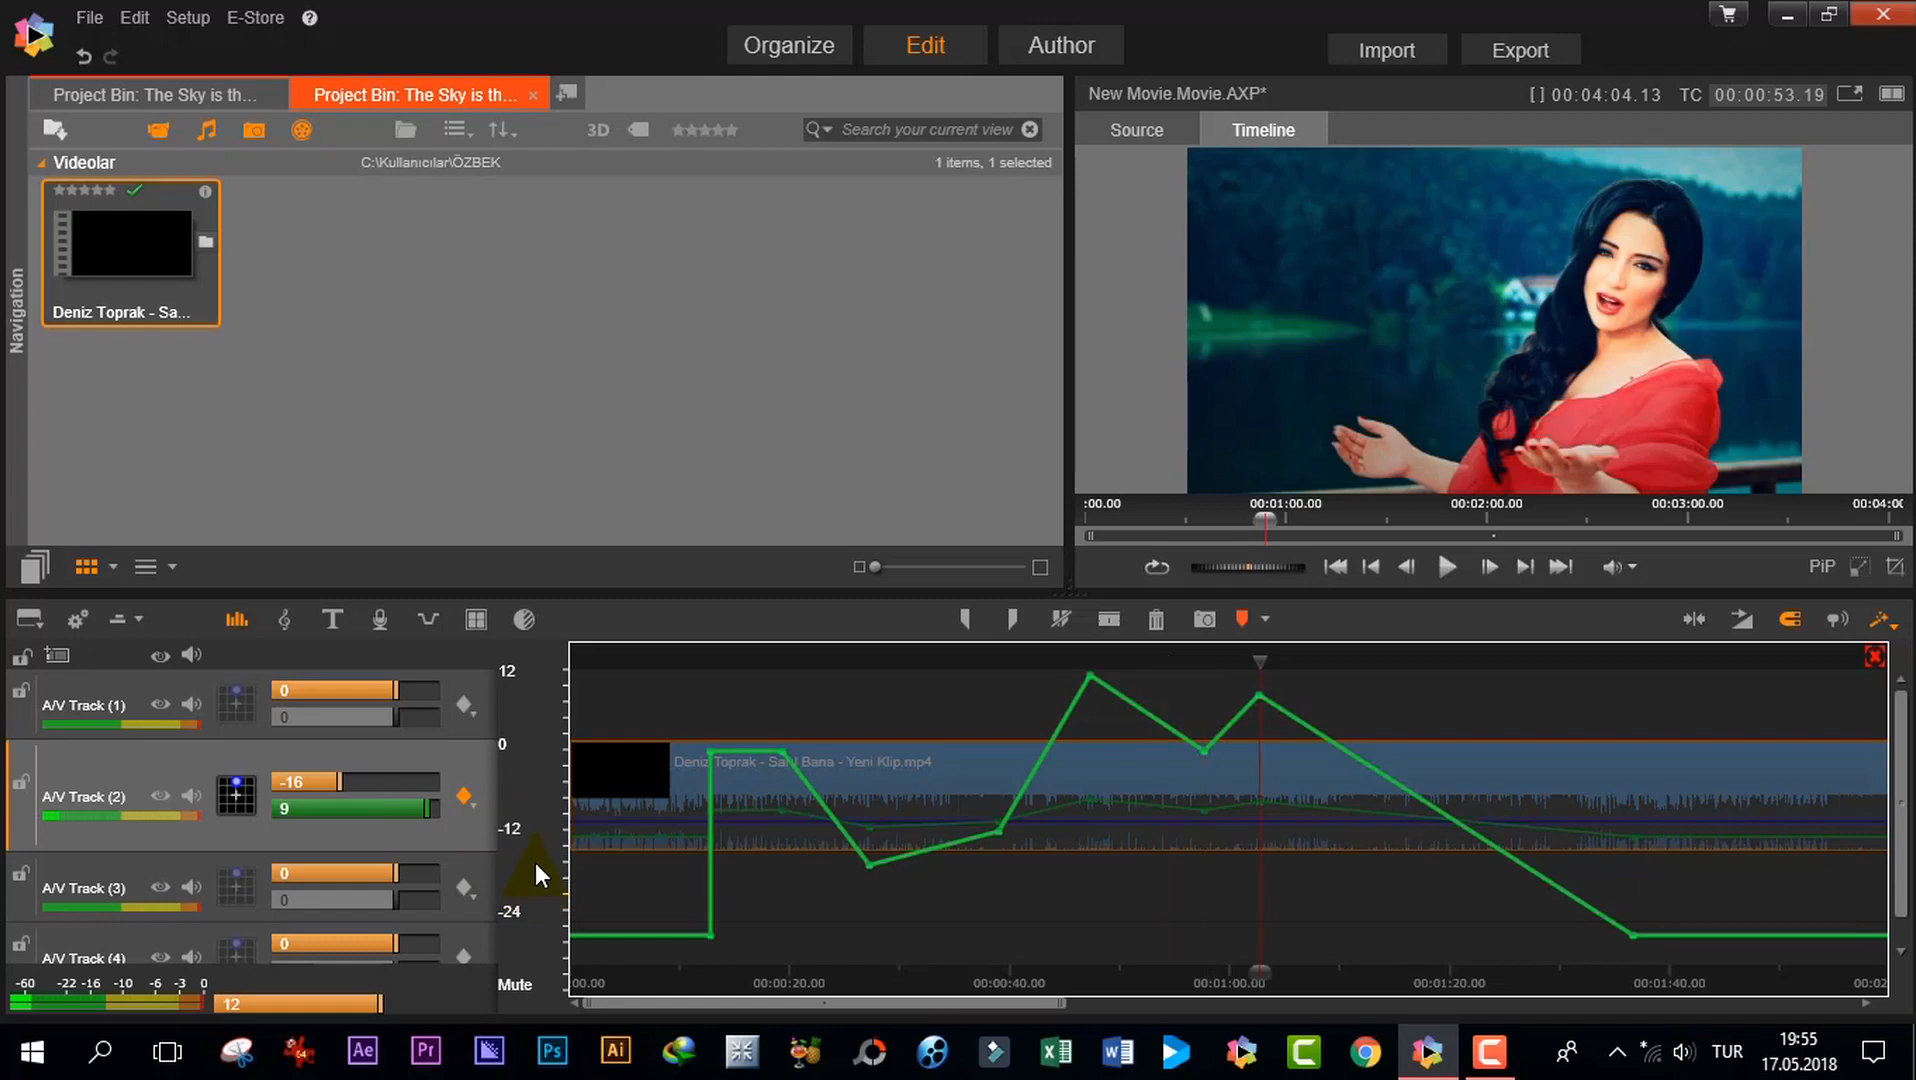 File Edit Setup E-Store ?
Organize Edit Author Import Export
Project Bin: The Sky is th... Project Bin: The Sky is th... ×
New Movie.Movie.AXP* [ ] 00:04:04.13 TC 00:00:53.19
3D Search your current view
Source Timeline
Videolar C:\Kullanıcılar\ÖZBEK 1 items, 1 selected
Navigation
Deniz Toprak - Sa...
:00.00 00:01:00.00 00:02:00.00 00:03:00.00 00:04:0
PiP
12
A/V Track (1) 0
0
0
Deniz Toprak - Bana - Yeni Klip.mp4
A/V Track (2) -16
9
-12
A/V Track (3) 0
0
-24
A/V Track (4) 0
-60 -22 -16 -10 -6 -3 0
Mute
00.00 00:00:20.00 00:00:40.00 00:01:00.00 00:01:20.00 00:01:40.00 00:02
12
64 Ae Pr Ps Ai TUR
19:55
17.05.2018